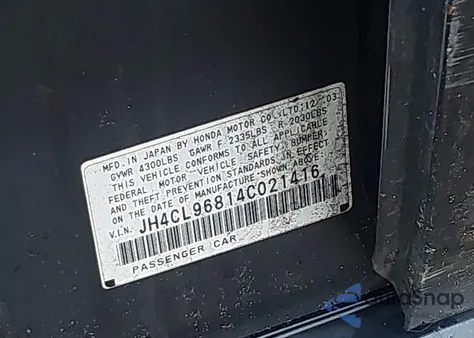 MFD. IN JAPAN BY HONDA MOTOR CO.,LTD;12/03
GVWR 4300LBS GAWR F 2335LBS R-2030LBS
THIS VEHICLE CONFORMS TO ALL APPLICABLE
FEDERAL MOTOR VEHICLE SAFETY, BUMPER,
AND THEFT PREVENTION STANDARDS IN EFFECT
ON THE DATE OF MANUFACTURE SHOWN ABOVE.
V.I.N. JH4CL96814C021416
PASSENGER CAR